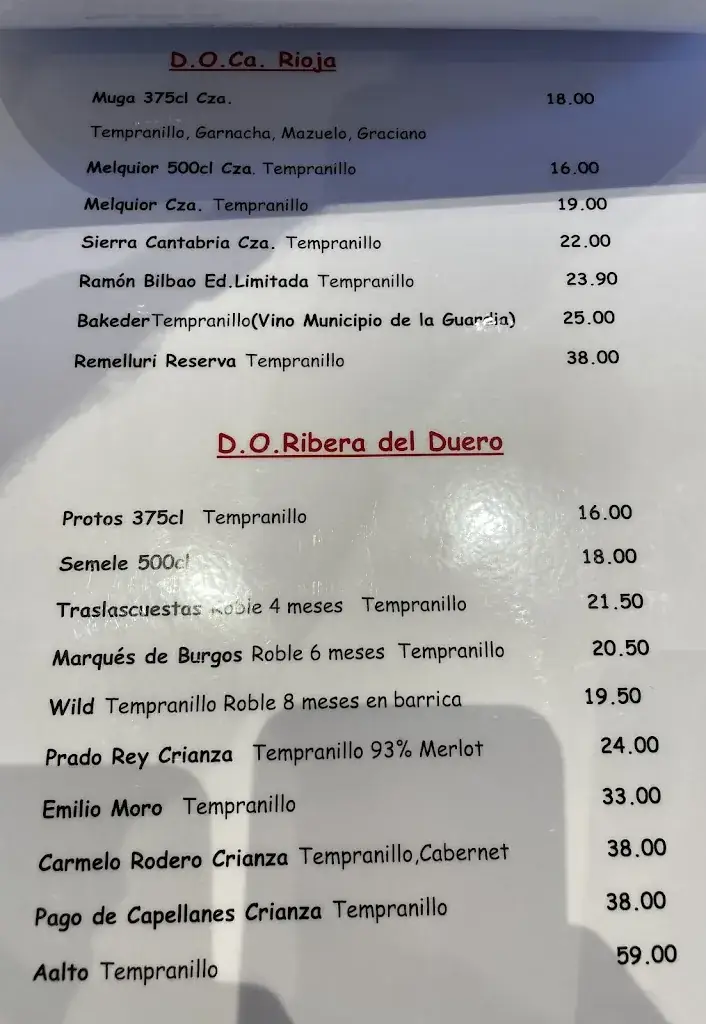 D.O.Ca. Rioja
Muga 375cl Cza. 18.00
Tempranillo, Garnacha, Mazuelo, Graciano
Melquior 500cl Cza. Tempranillo 16.00
Melquior Cza. Tempranillo 19.00
Sierra Cantabria Cza. Tempranillo 22.00
Ramón Bilbao Ed.Limitada Tempranillo 23.90
BakederTempranillo(Vino Municipio de la Guardia) 25.00
Remelluri Reserva Tempranillo 38.00
D.O.Ribera del Duero
Protos 375cl Tempranillo 16.00
Semele 500cl 18.00
Traslascuestas Roble 4 meses Tempranillo 21.50
Marqués de Burgos Roble 6 meses Tempranillo 20.50
Wild Tempranillo Roble 8 meses en barrica 19.50
Prado Rey Crianza Tempranillo 93% Merlot 24.00
Emilio Moro Tempranillo 33.00
Carmelo Rodero Crianza Tempranillo,Cabernet 38.00
Pago de Capellanes Crianza Tempranillo 38.00
Aalto Tempranillo 59.00